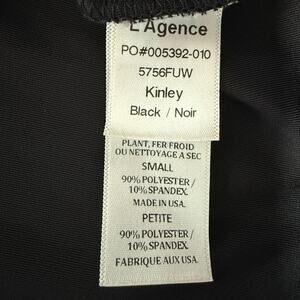 L'Agence
PO#005392-010
5756FUW
Kinley
Black / Noir
PLANT, FER FROID
OU NETTOYAGE A SEC
SMALL
90% POLYESTER /
10% SPANDEX.
MADE IN USA.
PETITE
90% POLYESTER /
10% SPANDEX.
FABRIQUE AUX USA.